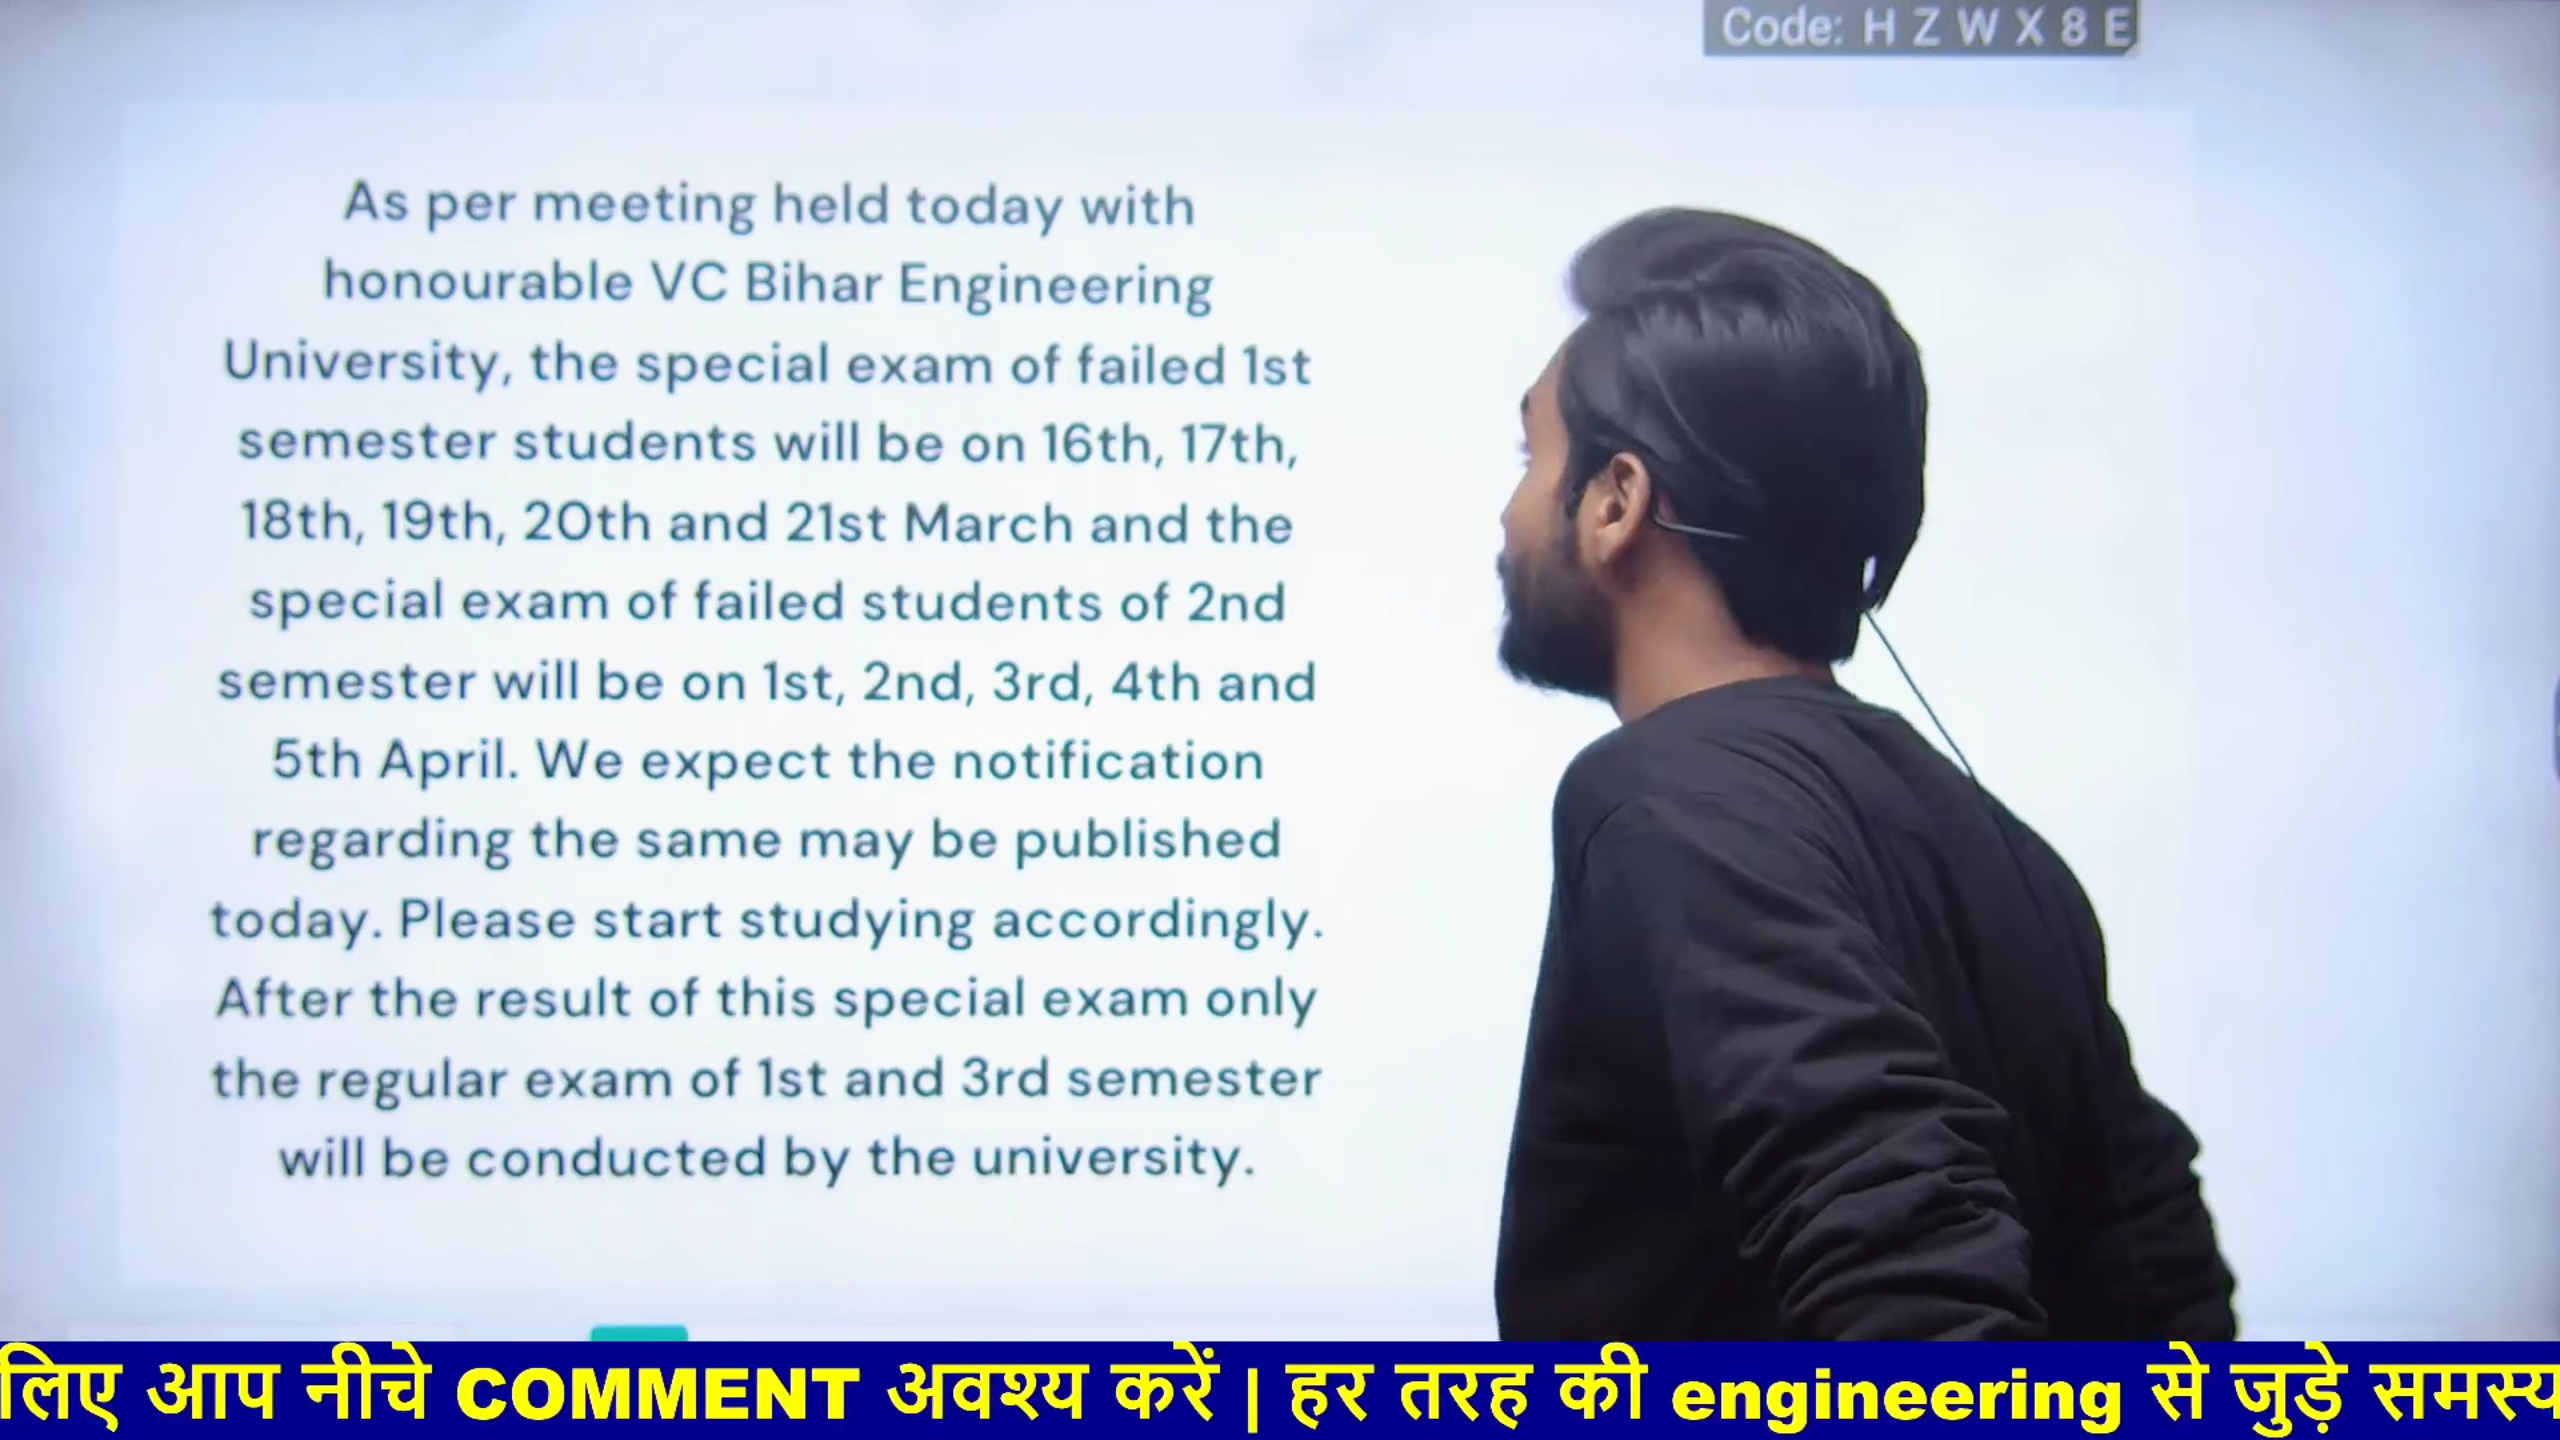 Code: H Z W X 8 E
As per meeting held today with
honourable VC Bihar Engineering
University, the special exam of failed 1st
semester students will be on 16th, 17th,
18th, 19th, 20th and 21st March and the
special exam of failed students of 2nd
semester will be on 1st, 2nd, 3rd, 4th and
5th April. We expect the notification
regarding the same may be published
today. Please start studying accordingly.
After the result of this special exam only
the regular exam of 1st and 3rd semester
will be conducted by the university.
लिए आप नीचे COMMENT अवश्य करें | हर तरह की engineering से जुड़े समस्य